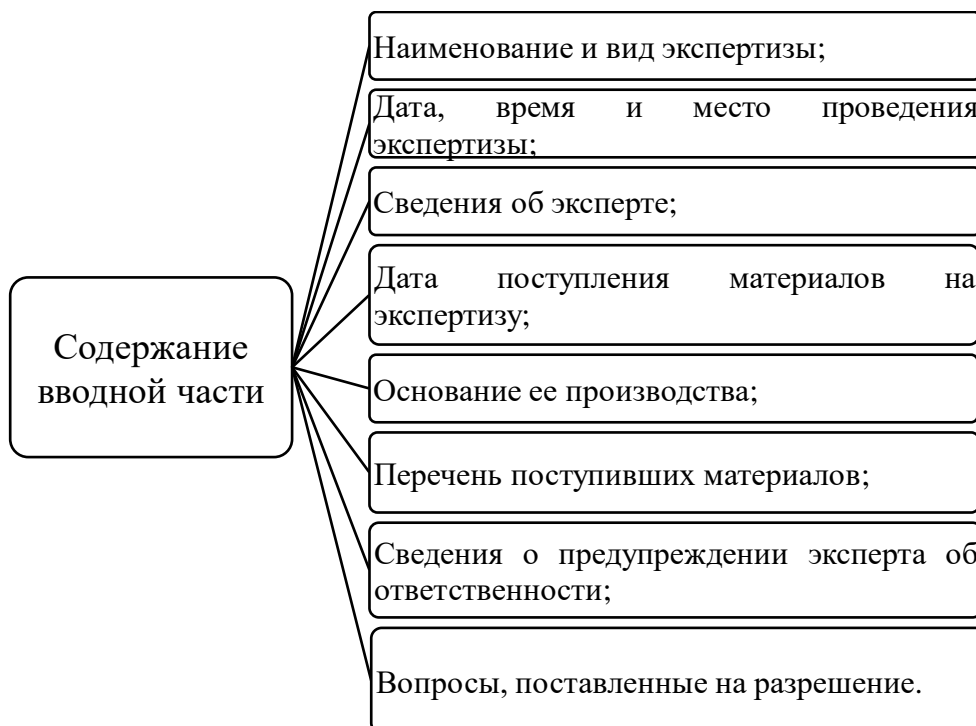 Содержание
вводной части
Наименование и вид экспертизы;
Дата, время и место проведения
экспертизы;
Сведения об эксперте;
Дата поступления материалов на
экспертизу;
Основание ее производства;
Перечень поступивших материалов;
Сведения о предупреждении эксперта об
ответственности;
Вопросы, поставленные на разрешение.